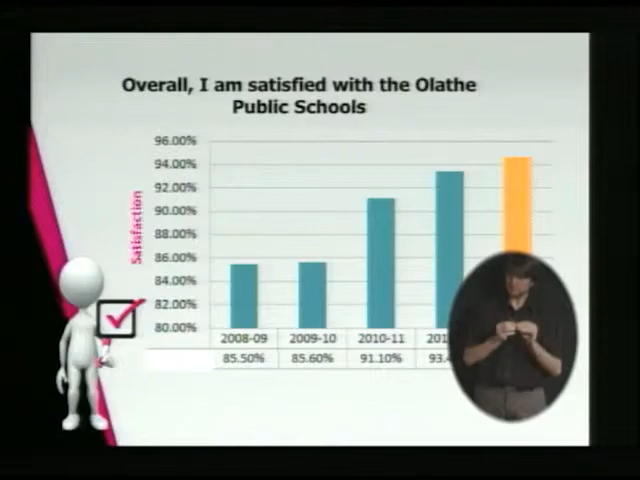 Overall, I am satisfied with the Olathe
Public Schools
Satisfaction
96.00%
94.00%
92.00%
90.00%
88.00%
86.00%
84.00%
82.00%
80.00%
2008-09 2009-10 2010-11
85.50% 85.60% 91.10%